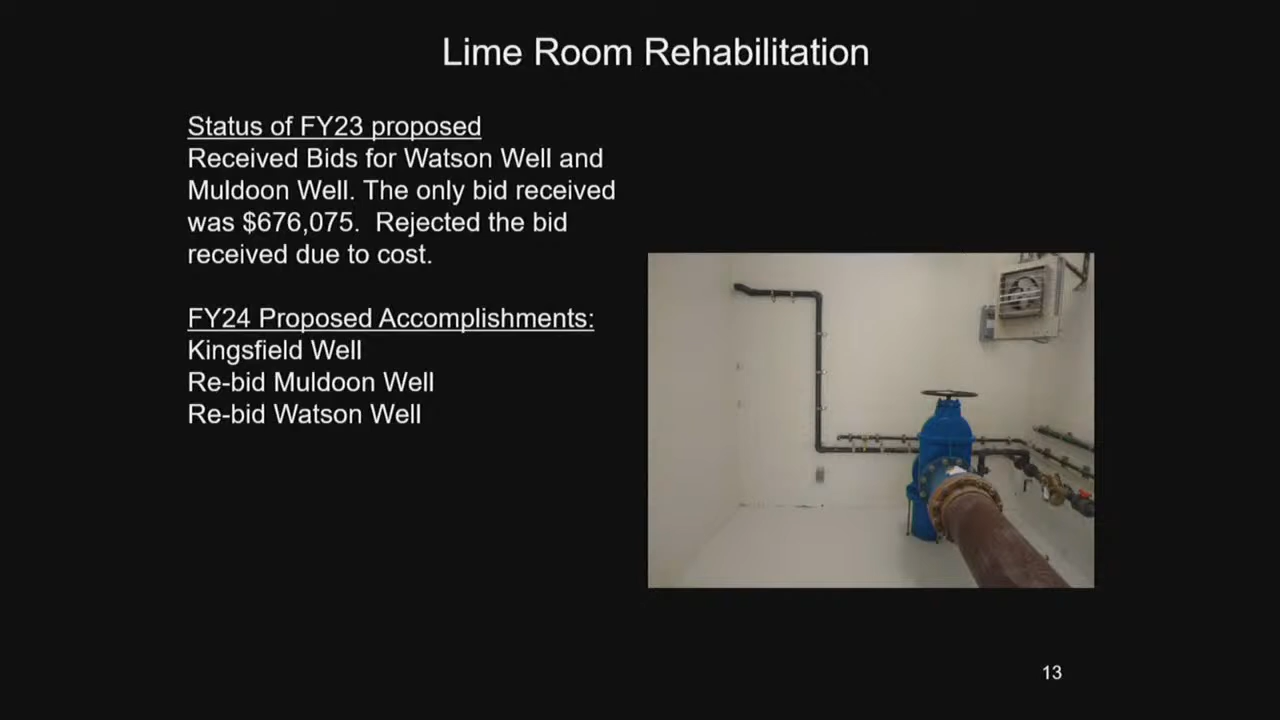 Lime Room Rehabilitation
Status of FY23 proposed
Received Bids for Watson Well and
Muldoon Well. The only bid received
was $676,075.  Rejected the bid
received due to cost.
FY24 Proposed Accomplishments:
Kingsfield Well
Re-bid Muldoon Well
Re-bid Watson Well
13